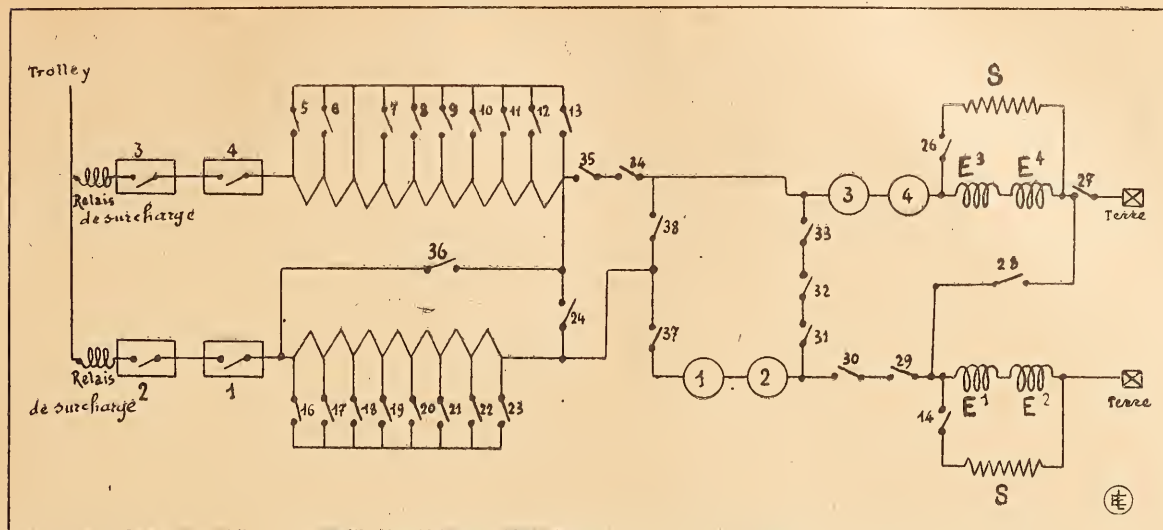 Trolley
5 6 7 8 9 10 11 12 13
S
3 4
26
E³ E⁴
35 34
27
Relais
de surcharge
3 4
Terre
38
33
36
28
32
24
37
31
30 29
Relais
de surcharge
2 1
1 2
E¹ E²
Terre
16 17 18 19 20 21 22 23
14
S